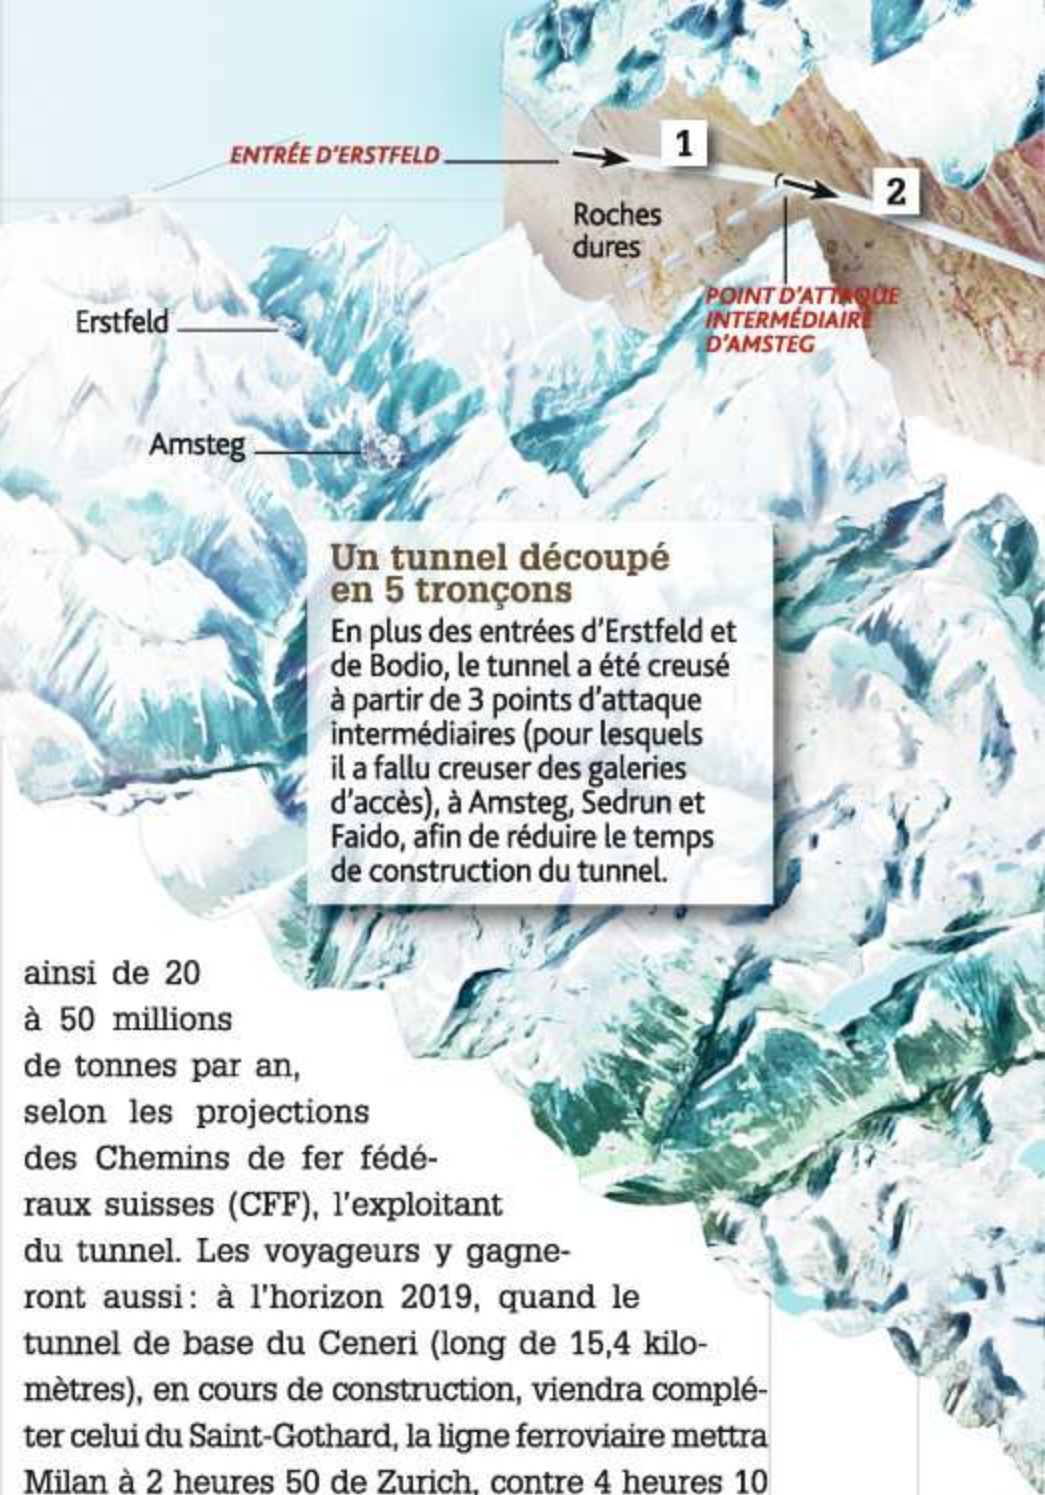 ENTRÉE D'ERSTFELD
1
2
Roches
dures
POINT D'ATTAQUE
INTERMÉDIAIRE
D'AMSTEG
Erstfeld
Amsteg
Un tunnel découpé
en 5 tronçons
En plus des entrées d'Erstfeld et
de Bodio, le tunnel a été creusé
à partir de 3 points d'attaque
intermédiaires (pour lesquels
il a fallu creuser des galeries
d'accès), à Amsteg, Sedrun et
Faido, afin de réduire le temps
de construction du tunnel.
ainsi de 20
à 50 millions
de tonnes par an,
selon les projections
des Chemins de fer fédé-
raux suisses (CFF), l'exploitant
du tunnel. Les voyageurs y gagne-
ront aussi : à l'horizon 2019, quand le
tunnel de base du Ceneri (long de 15,4 kilo-
mètres), en cours de construction, viendra complé-
ter celui du Saint-Gothard, la ligne ferroviaire mettra
Milan à 2 heures 50 de Zurich, contre 4 heures 10